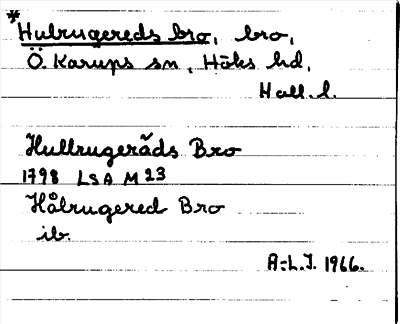 *Hulrugereds bro, bro,
Ö. Karups sn, Höks hd,
Hall. l.
Hullrugeräds Bro
1798 LSA M 23
Hålrugered Bro
ib.
A-L.J. 1966.